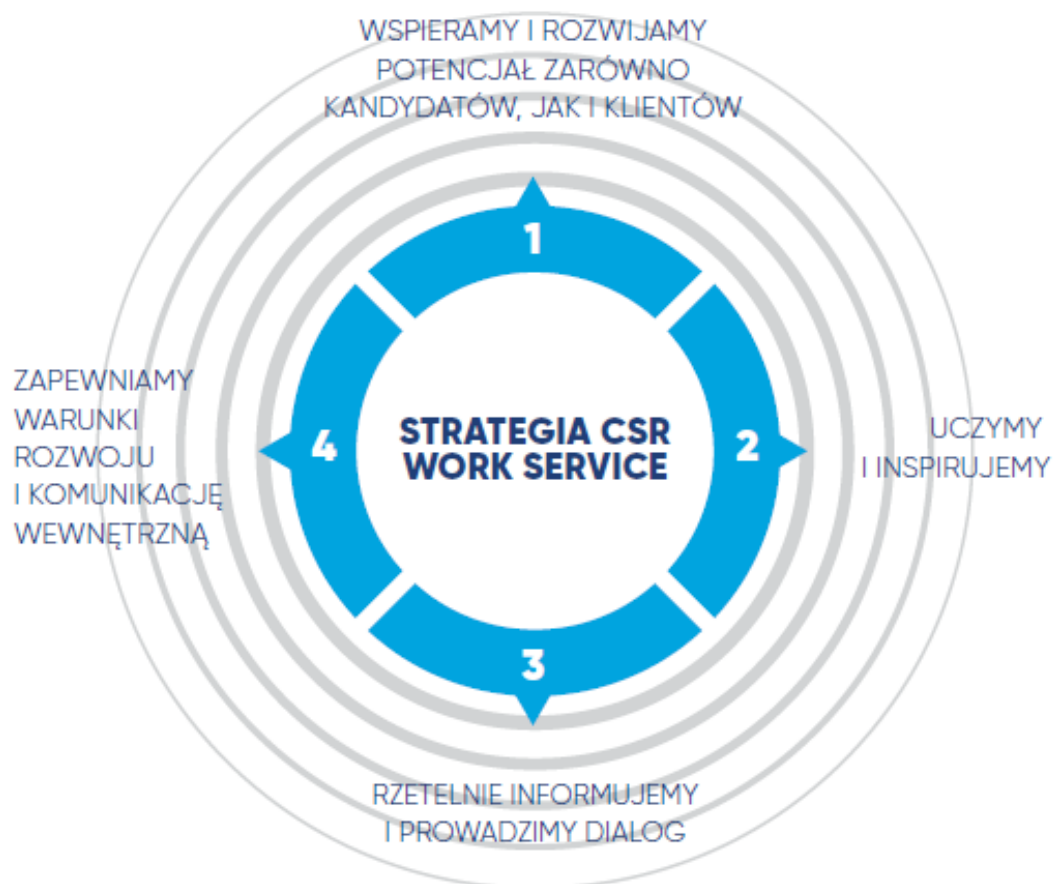 WSPIERAMY I ROZWIJAMY
POTENCJAŁ ZARÓWNO
KANDYDATÓW, JAK I KLIENTÓW
1
ZAPEWNIAMY
WARUNKI
ROZWOJU
I KOMUNIKACJĘ
WEWNĘTRZNĄ
4
STRATEGIA CSR
WORK SERVICE
2
UCZYMY
I INSPIRUJEMY
3
RZETELNIE INFORMUJEMY
I PROWADZIMY DIALOG